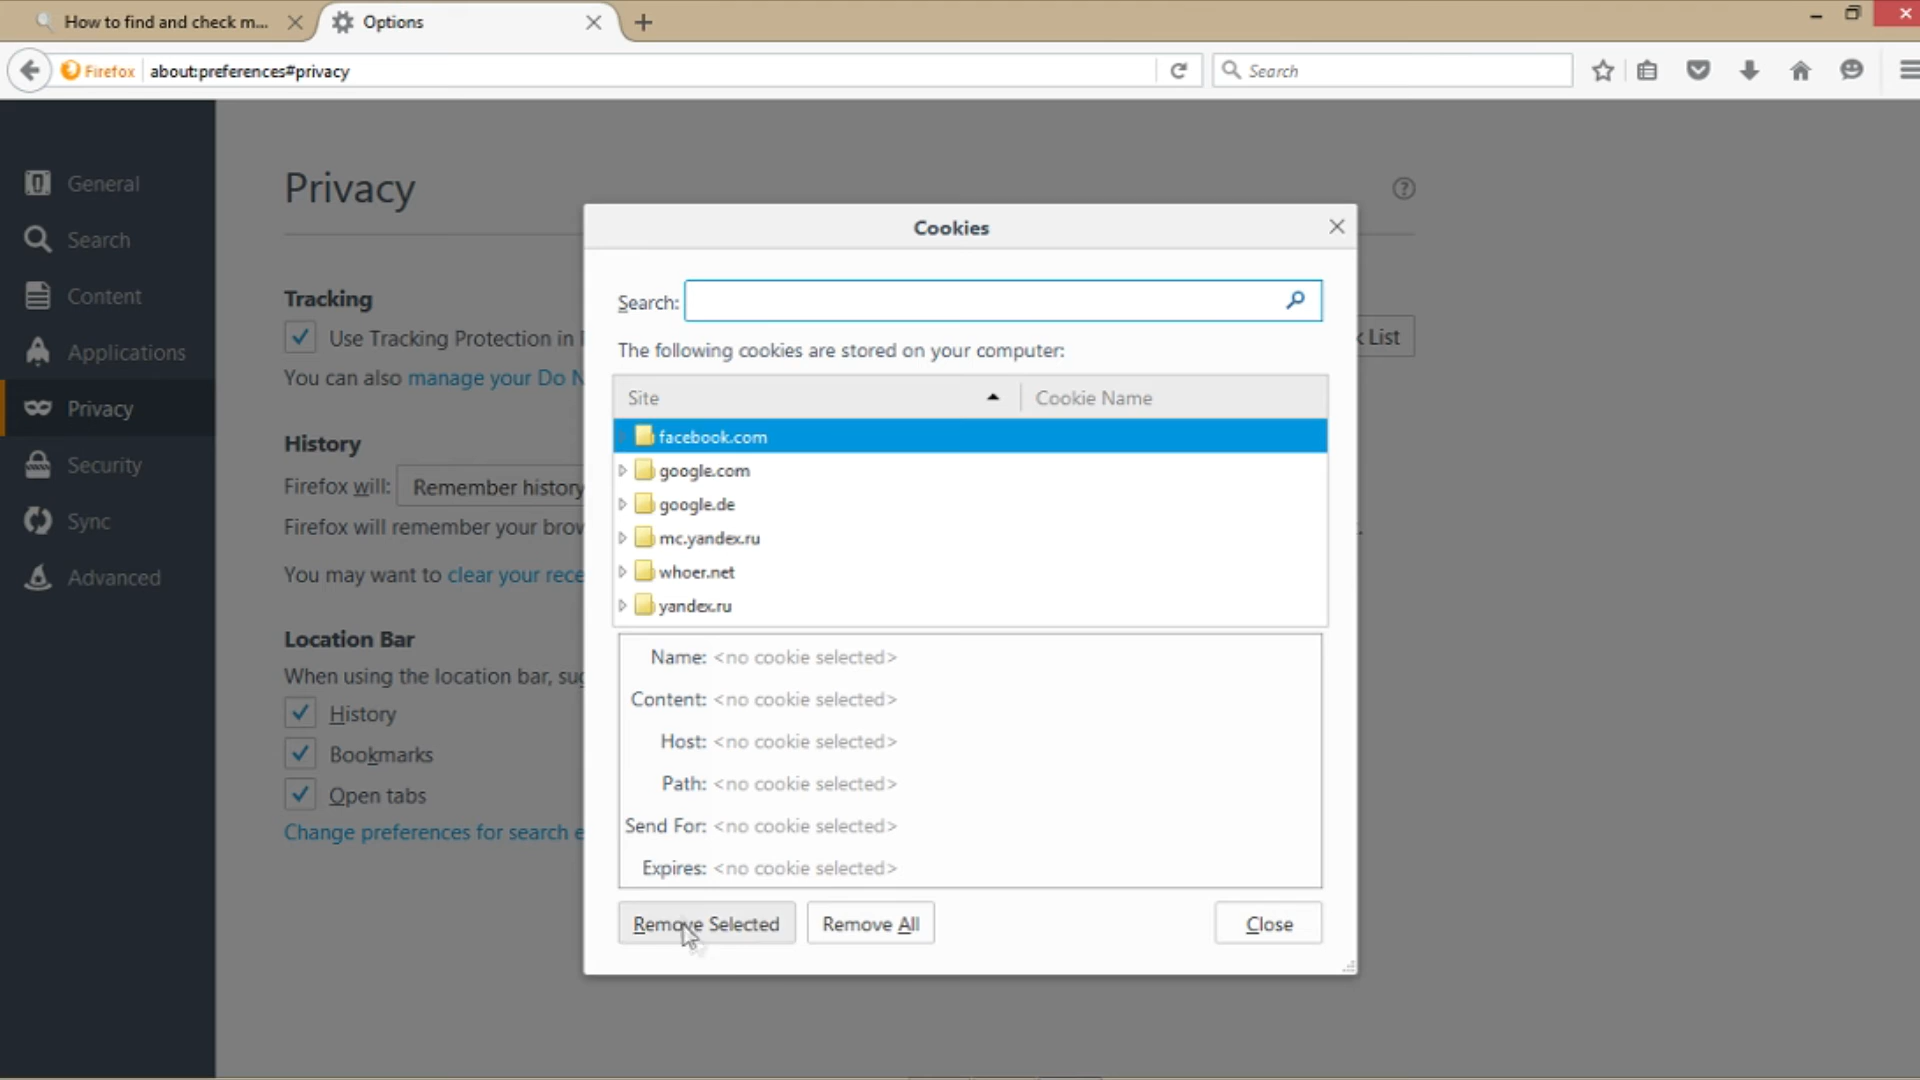 How to find and check m...
Options
Firefox
about:preferences#privacy
Search
General
Search
Content
Applications
Privacy
Security
Sync
Advanced
Privacy
Tracking
Use Tracking Protection in
You can also manage your Do N
List
History
Firefox will: Remember history
Firefox will remember your brow
You may want to clear your rece
Location Bar
When using the location bar, sug
History
Bookmarks
Open tabs
Change preferences for search e
Cookies
Search:
The following cookies are stored on your computer:
Site Cookie Name
facebook.com
google.com
google.de
mc.yandex.ru
whoer.net
yandex.ru
Name: <no cookie selected>
Content: <no cookie selected>
Host: <no cookie selected>
Path: <no cookie selected>
Send For: <no cookie selected>
Expires: <no cookie selected>
Remove Selected Remove All Close